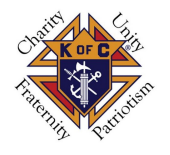 Charity
Unity
K OF C
®
Fraternity
Patriotism